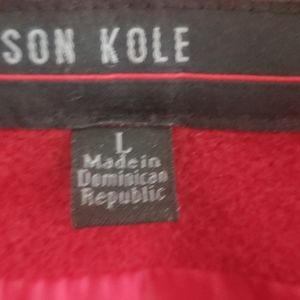 SON KOLE
L
Made in
Dominican
Republic